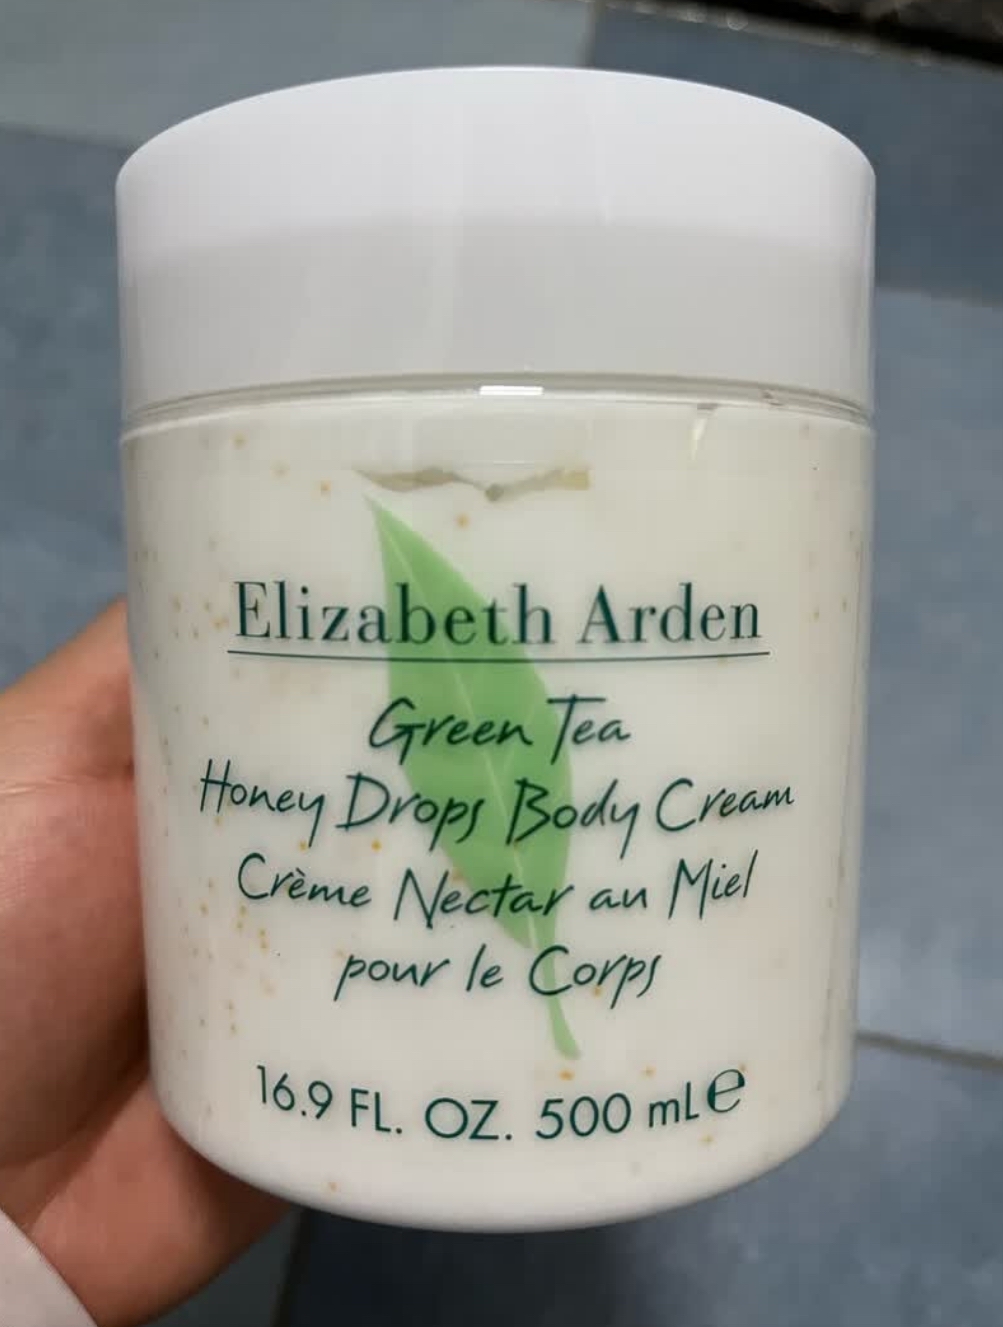 Elizabeth Arden
Green Tea
Honey Drops Body Cream
Crème Nectar au Miel
pour le Corps
16.9 FL. OZ. 500 mL ℮